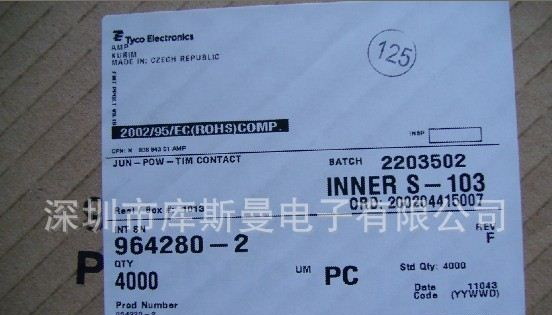 Tyco Electronics
AMP
KURIM
MADE IN: CZECH REPUBLIC
125
2002/95/EC(ROHS)COMP.
INSP
JUN-POW-TIM CONTACT
BATCH 2203502
INNER S-103
1013
CRD: 200204415007
深圳市库斯曼电子有限公司
INT SN
964280-2
REV
F
QTY
4000
UM PC
Std Qty: 4000
Date 11043
Code (YYWWD)
Prod Number
P